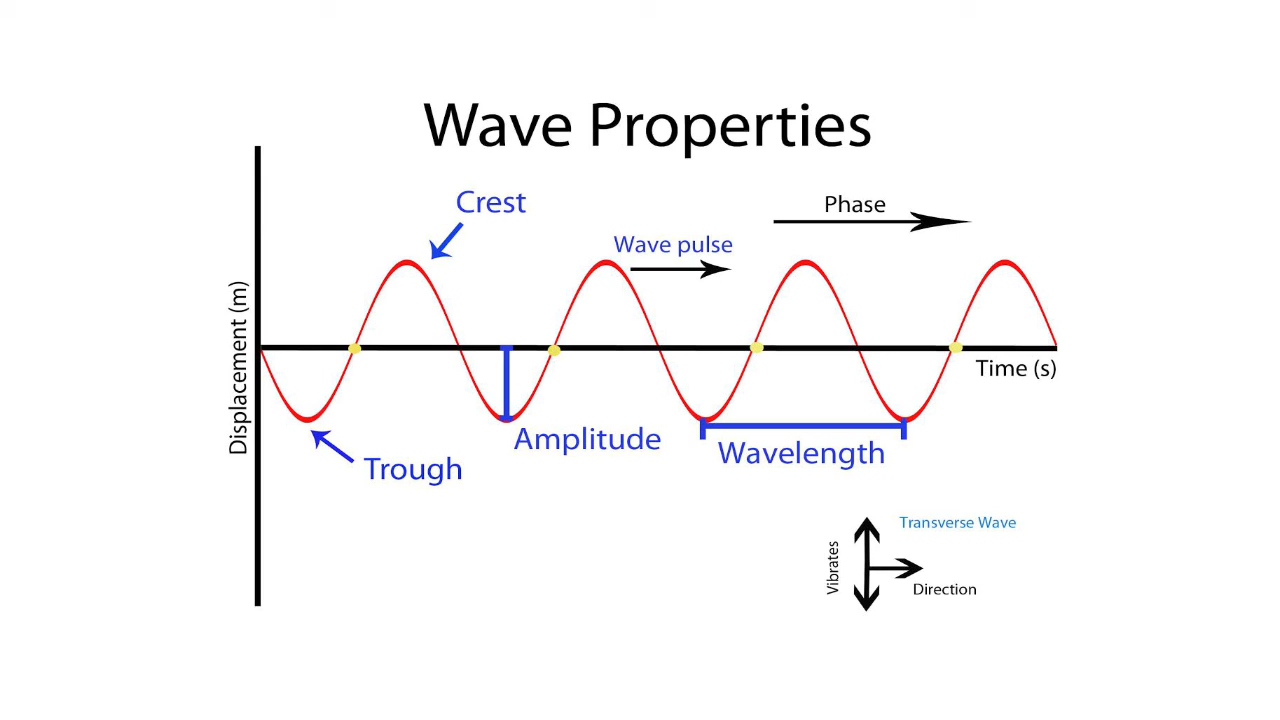 Wave Properties
Crest
Phase
Wave pulse
Displacement (m)
Time (s)
Amplitude
Wavelength
Trough
Transverse Wave
Vibrates
Direction